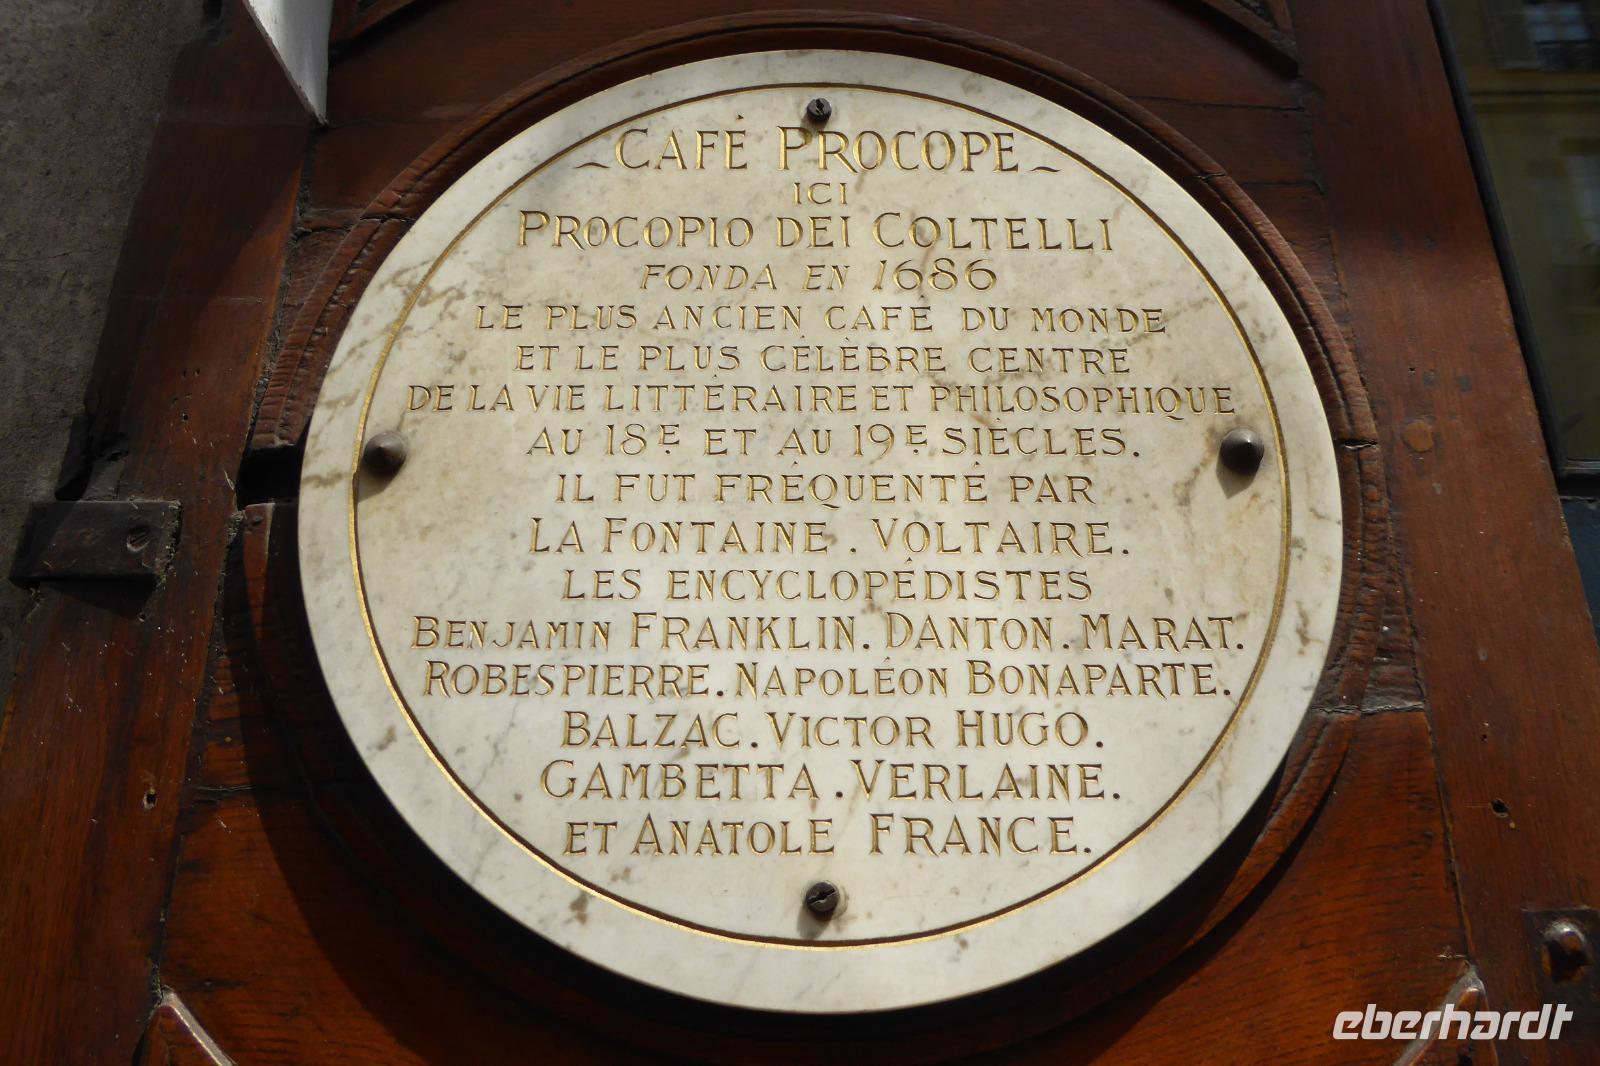 ~CAFÉ PROCOPE~
ICI
PROCOPIO DEI COLTELLI
FONDA EN 1686
LE PLUS ANCIEN CAFÉ DU MONDE
ET LE PLUS CÉLÈBRE CENTRE
DE LA VIE LITTÉRAIRE ET PHILOSOPHIQUE
AU 18E ET AU 19E SIÈCLES.
IL FUT FRÉQUENTÉ PAR
LA FONTAINE . VOLTAIRE.
LES ENCYCLOPÉDISTES
BENJAMIN FRANKLIN. DANTON. MARAT.
ROBESPIERRE. NAPOLÉON BONAPARTE.
BALZAC. VICTOR HUGO.
GAMBETTA. VERLAINE.
ET ANATOLE FRANCE.
eberhardt